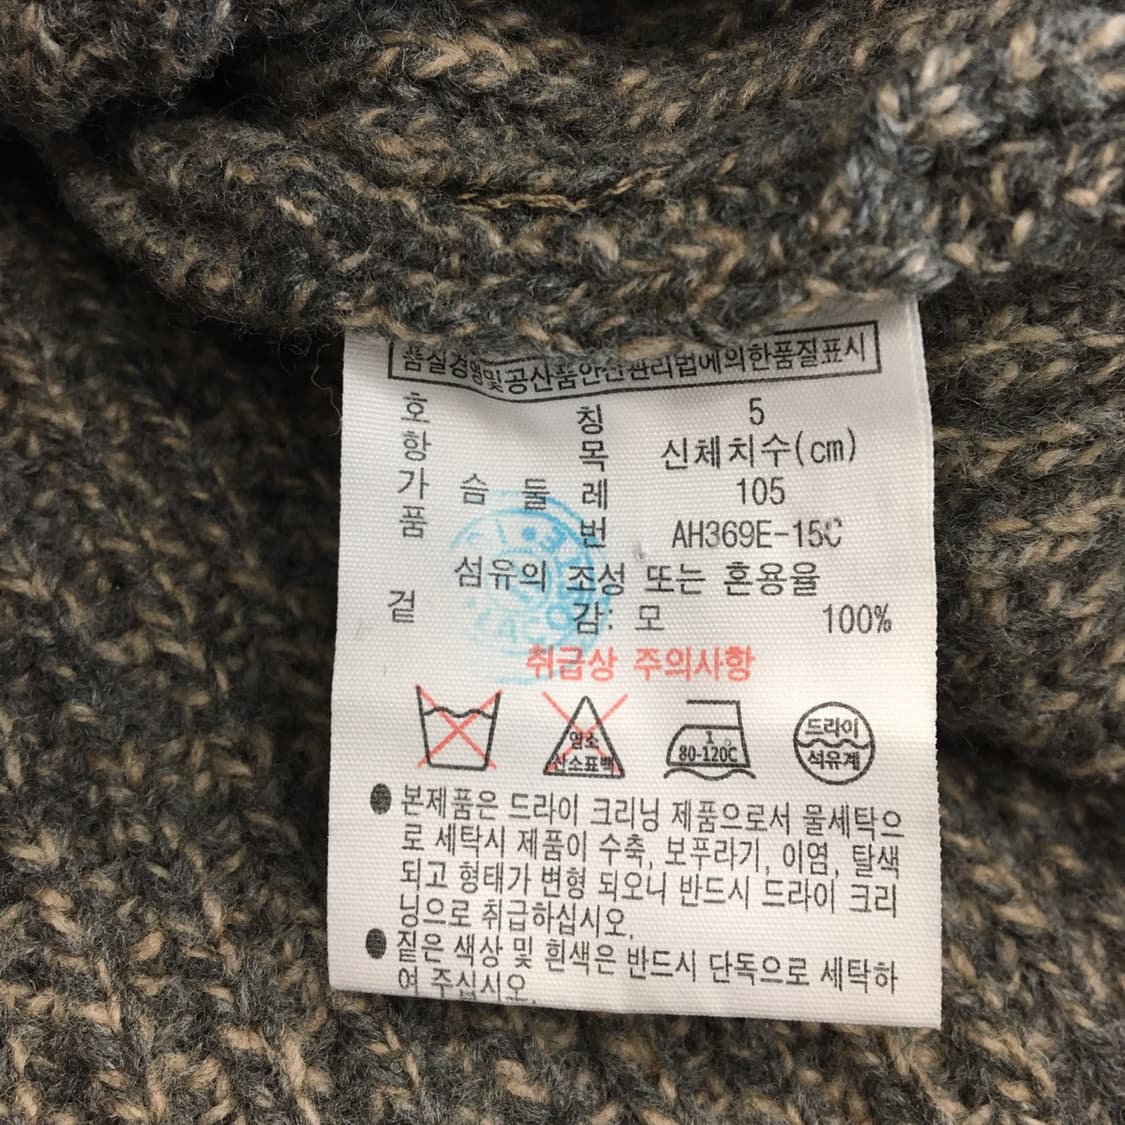 품질경영및공산품안전관리법에의한품질표시
호 칭 5
항 목 신체치수(cm)
가 슴 둘 레 105
품 번 AH369E-15C
섬유의 조성 또는 혼용율
겉 감: 모 100%
취급상 주의사항
염소
산소표백
1
80-120℃
드라이
석유계
● 본제품은 드라이 크리닝 제품으로서 물세탁으
로 세탁시 제품이 수축, 보푸라기, 이염, 탈색
되고 형태가 변형 되오니 반드시 드라이 크리
닝으로 취급하십시오.
● 짙은 색상 및 흰색은 반드시 단독으로 세탁하
여 주십시오.